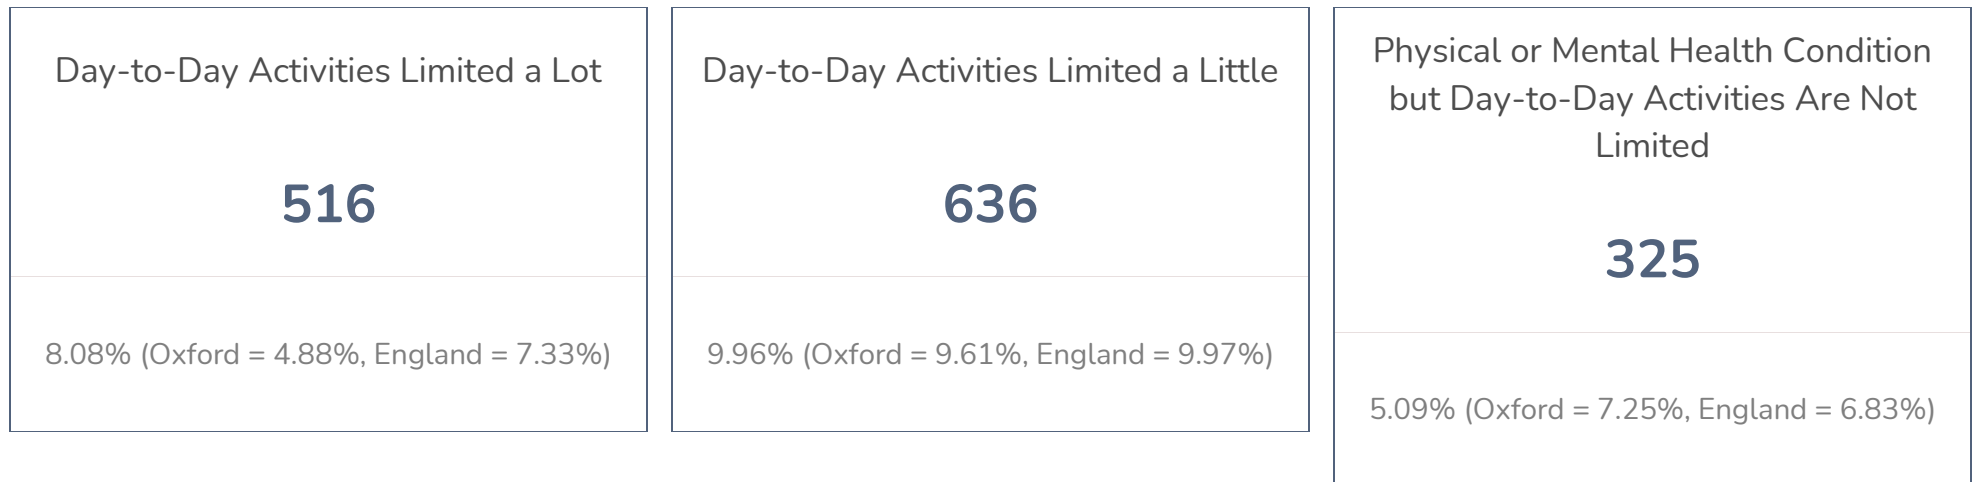 Day-to-Day Activities Limited a Lot
516
8.08% (Oxford = 4.88%, England = 7.33%)
Day-to-Day Activities Limited a Little
636
9.96% (Oxford = 9.61%, England = 9.97%)
Physical or Mental Health Condition
but Day-to-Day Activities Are Not
Limited
325
5.09% (Oxford = 7.25%, England = 6.83%)